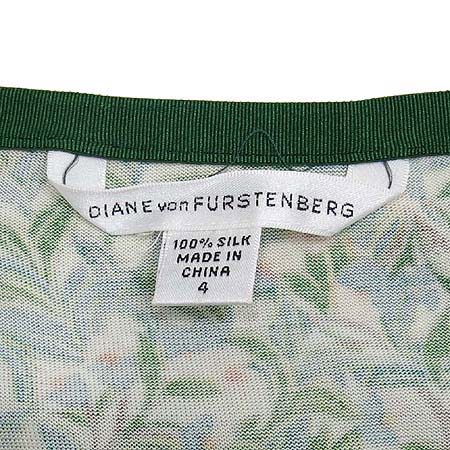 DIANE von FURSTENBERG
100% SILK
MADE IN
CHINA
4